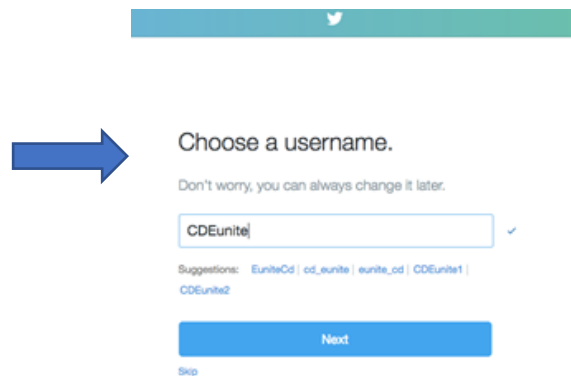 Choose a username.
Don't worry, you can always change it later.
CDEunite
Suggestions: EuniteCd | cd_eunite | eunite_cd | CDEunite1 |
CDEunite2
Next
Skip